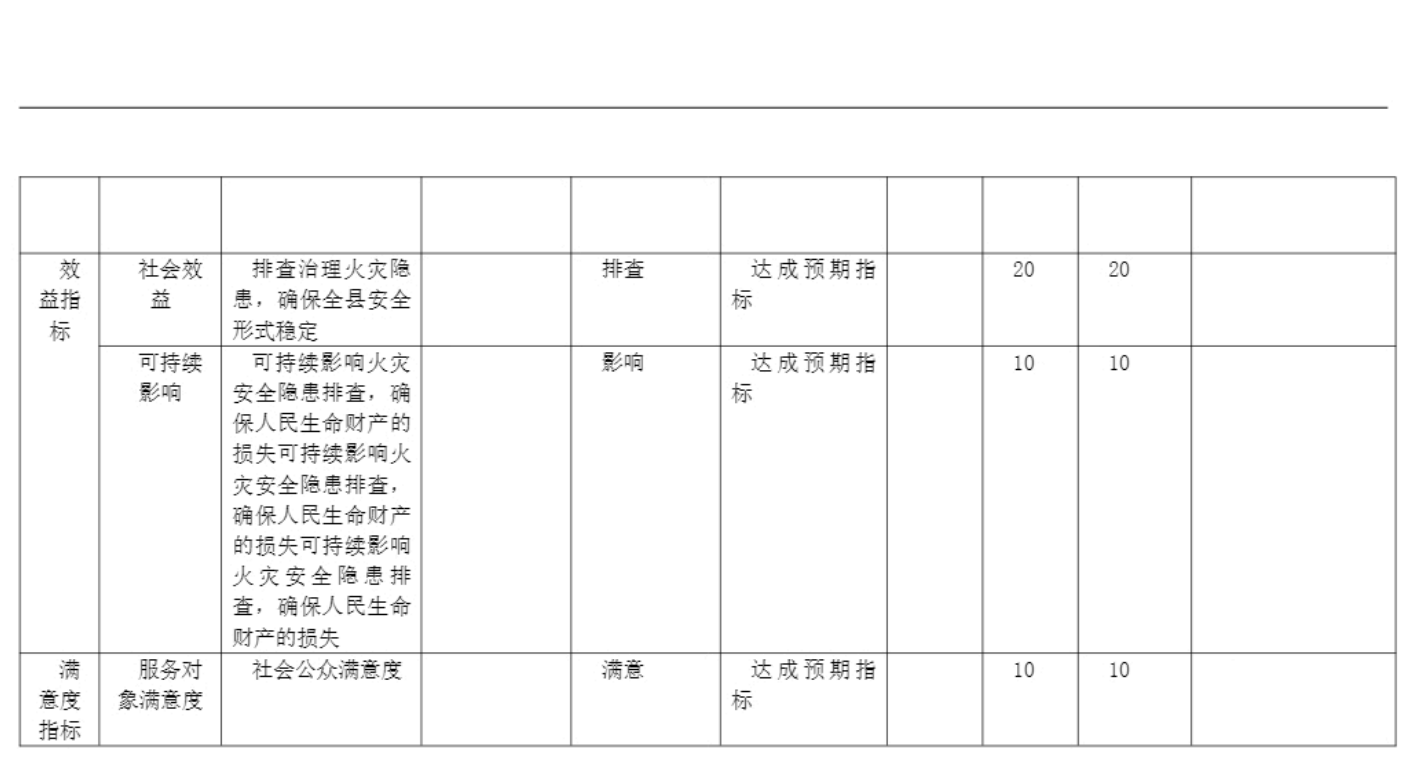 效
益指
标
社会效
益
排查治理火灾隐
患，确保全县安全
形式稳定
排查
达成预期指
标
20
20
可持续
影响
可持续影响火灾
安全隐患排查，确
保人民生命财产的
损失可持续影响火
灾安全隐患排查，
确保人民生命财产
的损失可持续影响
火灾安全隐患排
查，确保人民生命
财产的损失
影响
达成预期指
标
10
10
满
意度
指标
服务对
象满意度
社会公众满意度
满意
达成预期指
标
10
10